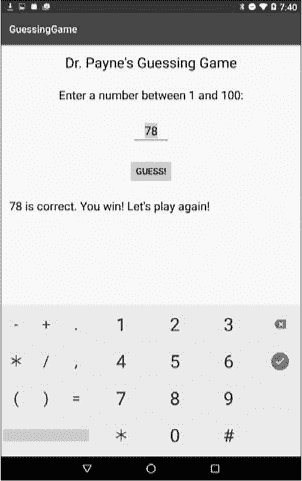 7:40
GuessingGame
Dr. Payne's Guessing Game
Enter a number between 1 and 100:
78
GUESS!
78 is correct. You win! Let's play again!
- + . 1 2 3
* / , 4 5 6
( ) = 7 8 9
* 0 #